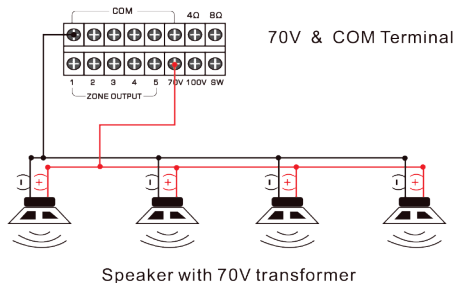 COM 4Ω 8Ω
70V & COM Terminal
1 2 3 4 5 70V 100V SW
ZONE OUTPUT
(-) (+) (-) (+) (-) (+) (-) (+)
Speaker with 70V transformer